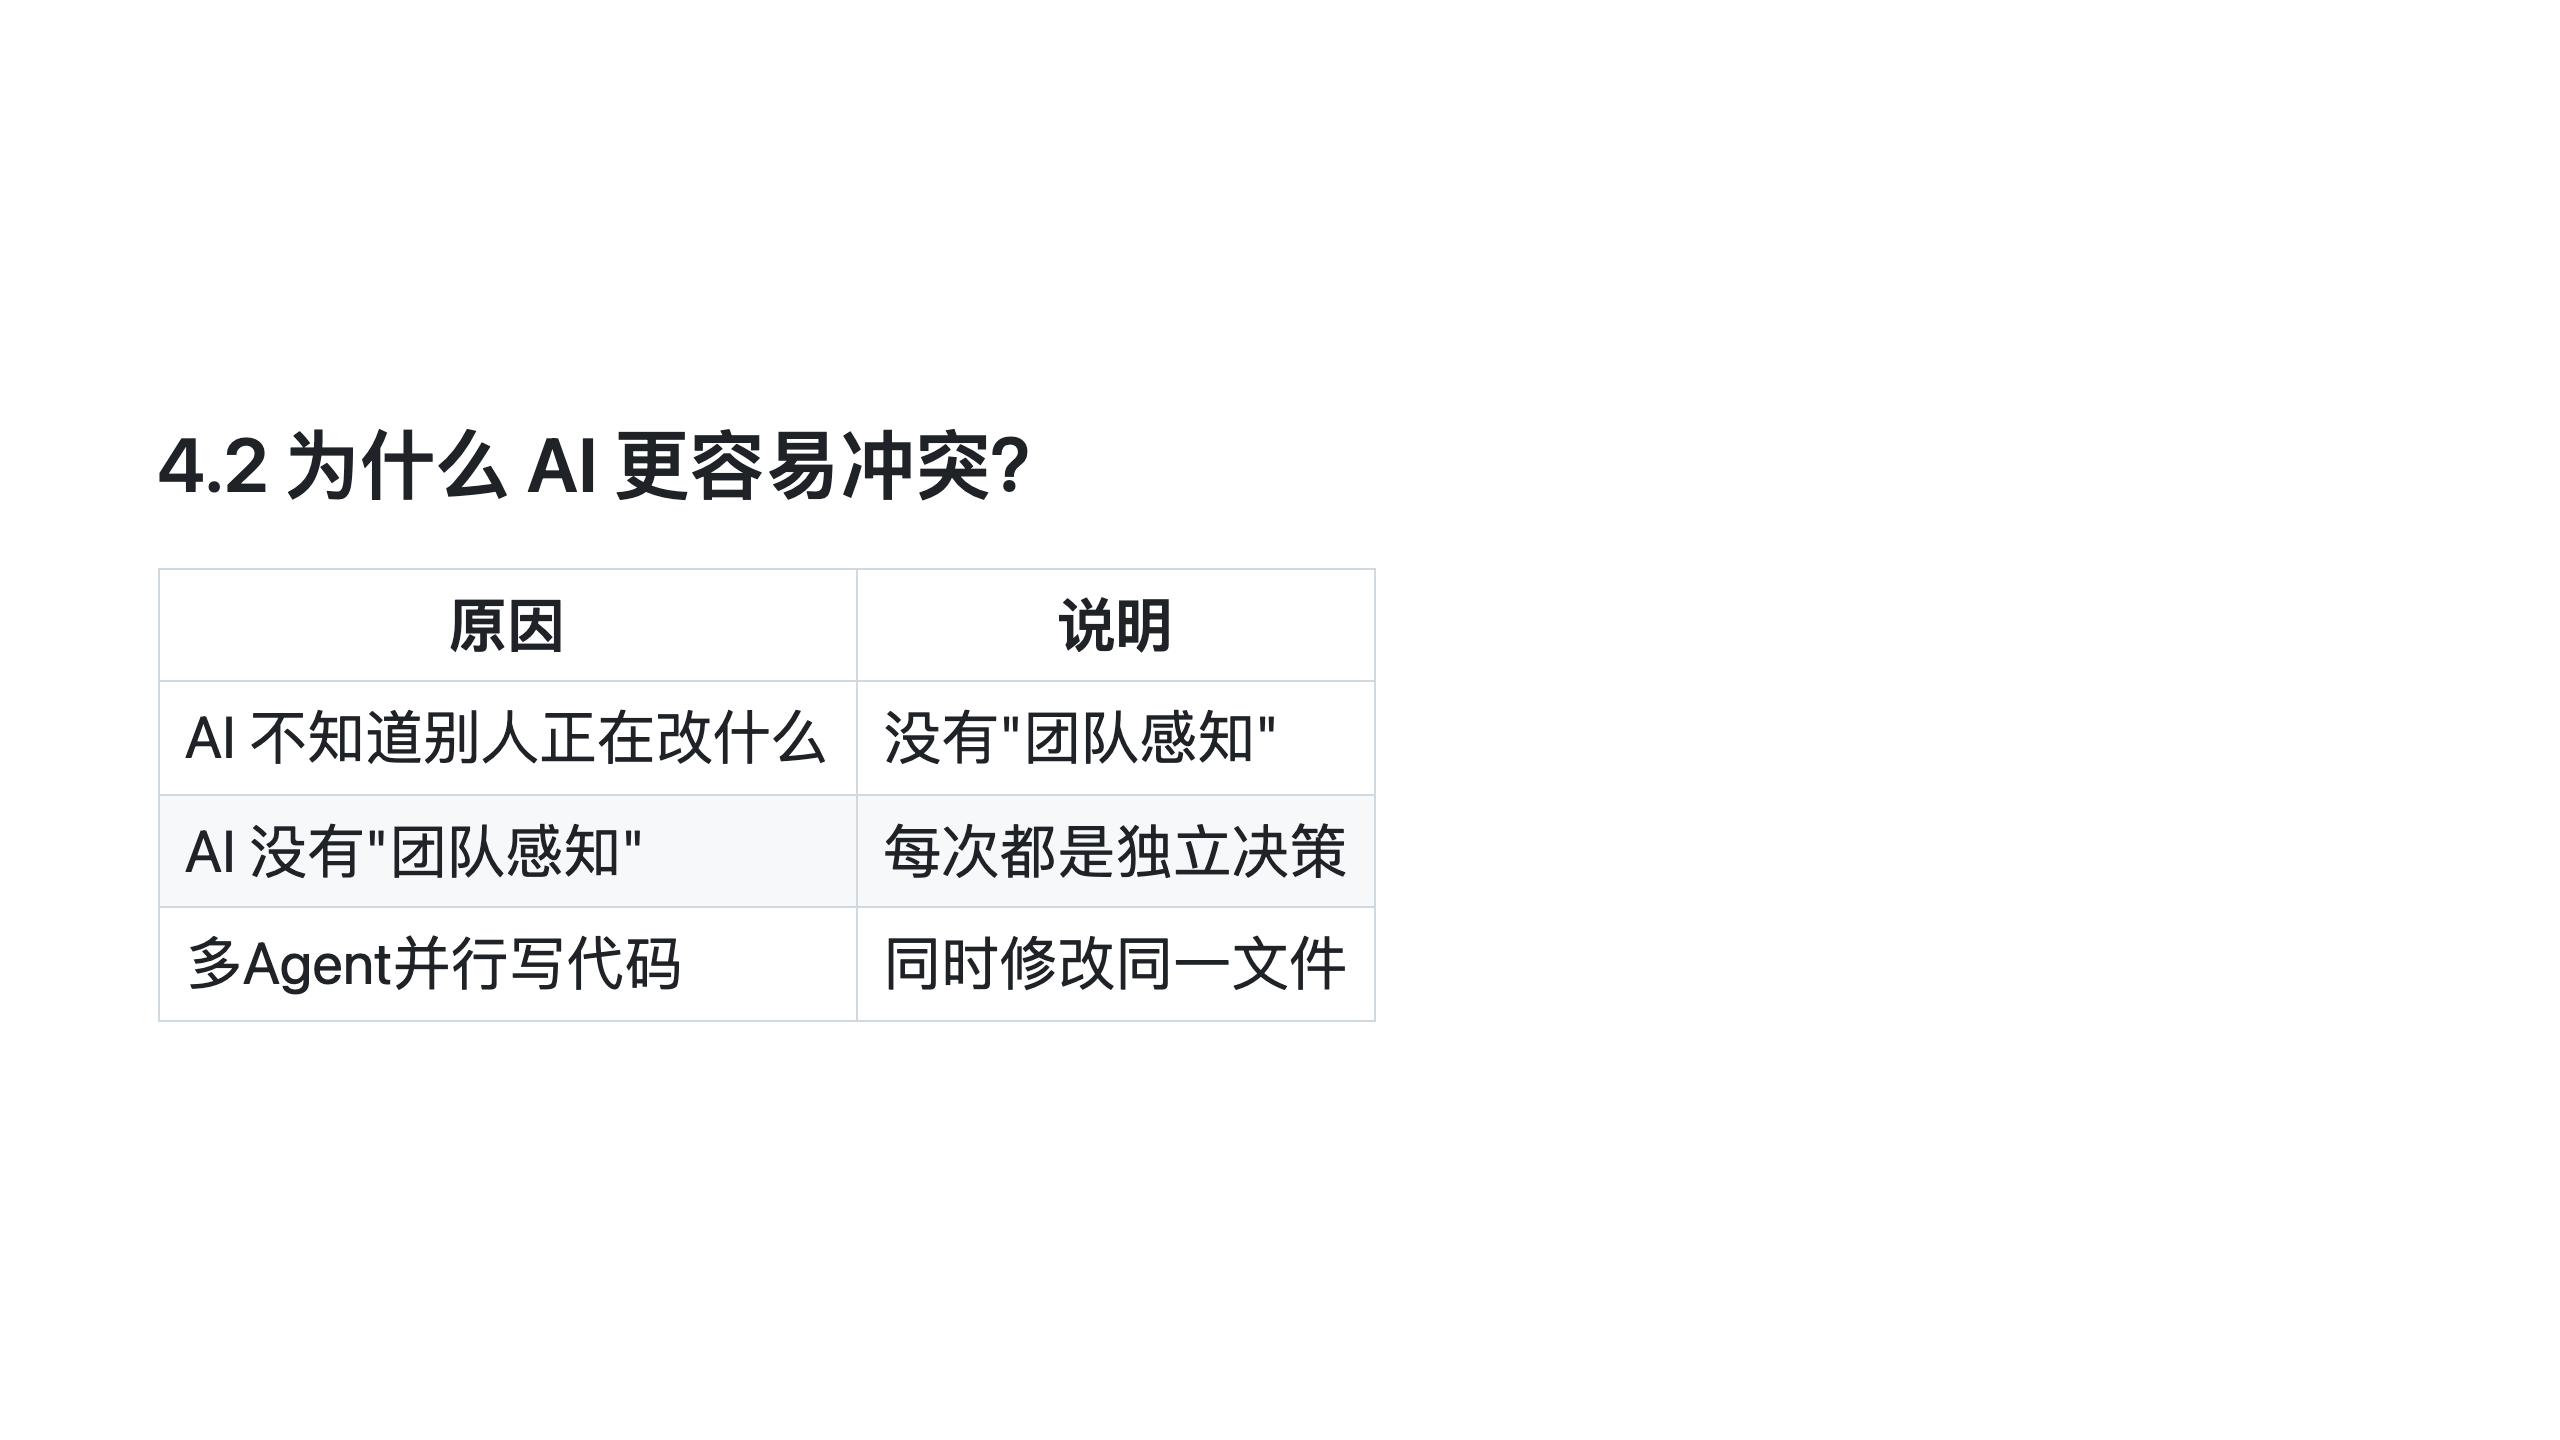 4.2 为什么 AI 更容易冲突?
原因 说明
AI 不知道别人正在改什么 没有"团队感知"
AI 没有"团队感知" 每次都是独立决策
多Agent并行写代码 同时修改同一文件